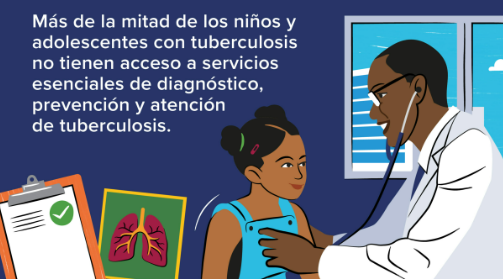 Más de la mitad de los niños y
adolescentes con tuberculosis
no tienen acceso a servicios
esenciales de diagnóstico,
prevención y atención
de tuberculosis.